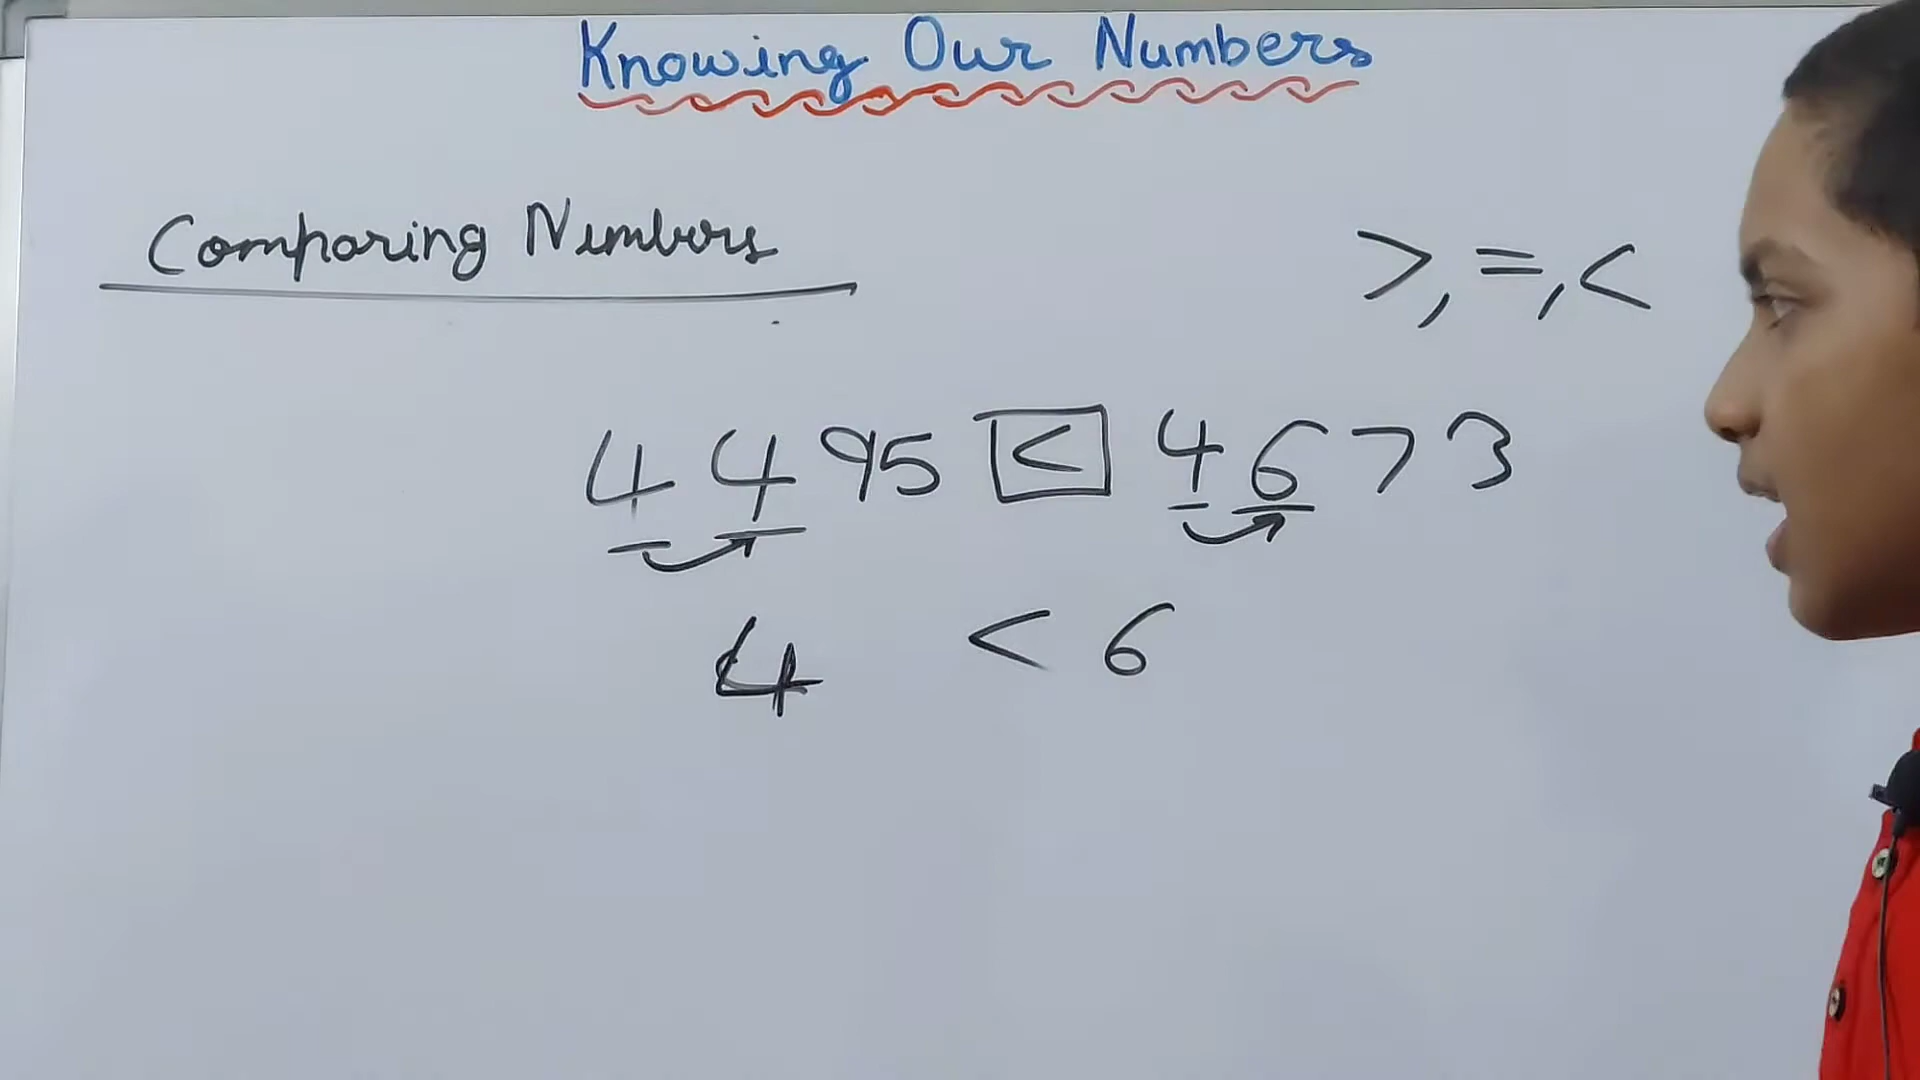 Knowing Our Numbers
Comparing Numbers
>, =, <
4495 < 4673
4 < 6